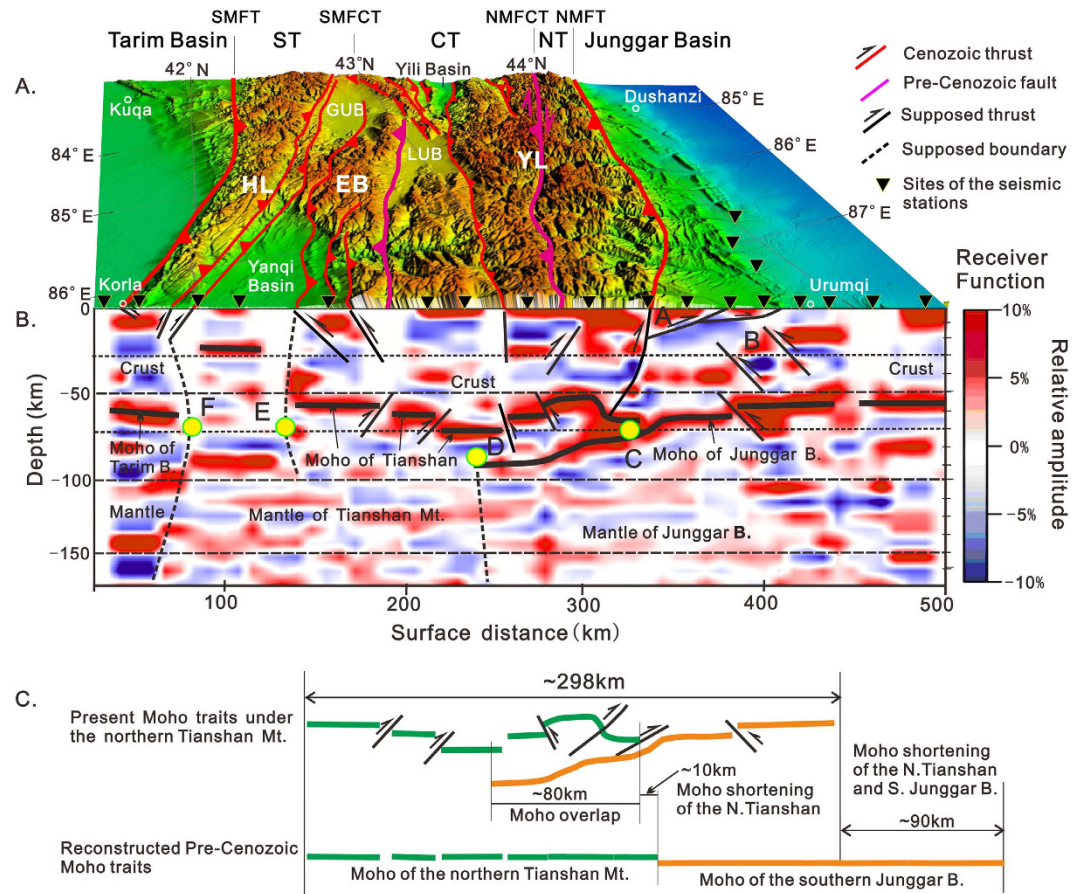 SMFT SMFCT NMFCT NMFT
Tarim Basin ST CT NT Junggar Basin
42°N 43°N Yili Basin 44°N
A.
Kuqa
GUB
LUB
Dushanzi
85°E
86°E
87°E
84°E
85°E
86°E
HL EB YL
Yanqi
Basin
Korla
Urumqi
Cenozoic thrust
Pre-Cenozoic fault
Supposed thrust
Supposed boundary
Sites of the seismic
stations
B.
0
−50
−100
−150
Depth (km)
A
B
Crust Crust Crust
F E D C
Moho of
Tarim B.
Moho of Tianshan
Moho of Junggar B.
Mantle
Mantle of Tianshan Mt.
Mantle of Junggar B.
100 200 300 400 500
Surface distance (km)
Receiver
Function
10%
5%
0%
−5%
−10%
Relative amplitude
C.
~298km
Present Moho traits under
the northern Tianshan Mt.
~80km
Moho overlap
~10km
Moho shortening
of the N.Tianshan
Moho shortening
of the N.Tianshan
and S. Junggar B.
~90km
Reconstructed Pre-Cenozoic
Moho traits
Moho of the northern Tianshan Mt.
Moho of the southern Junggar B.